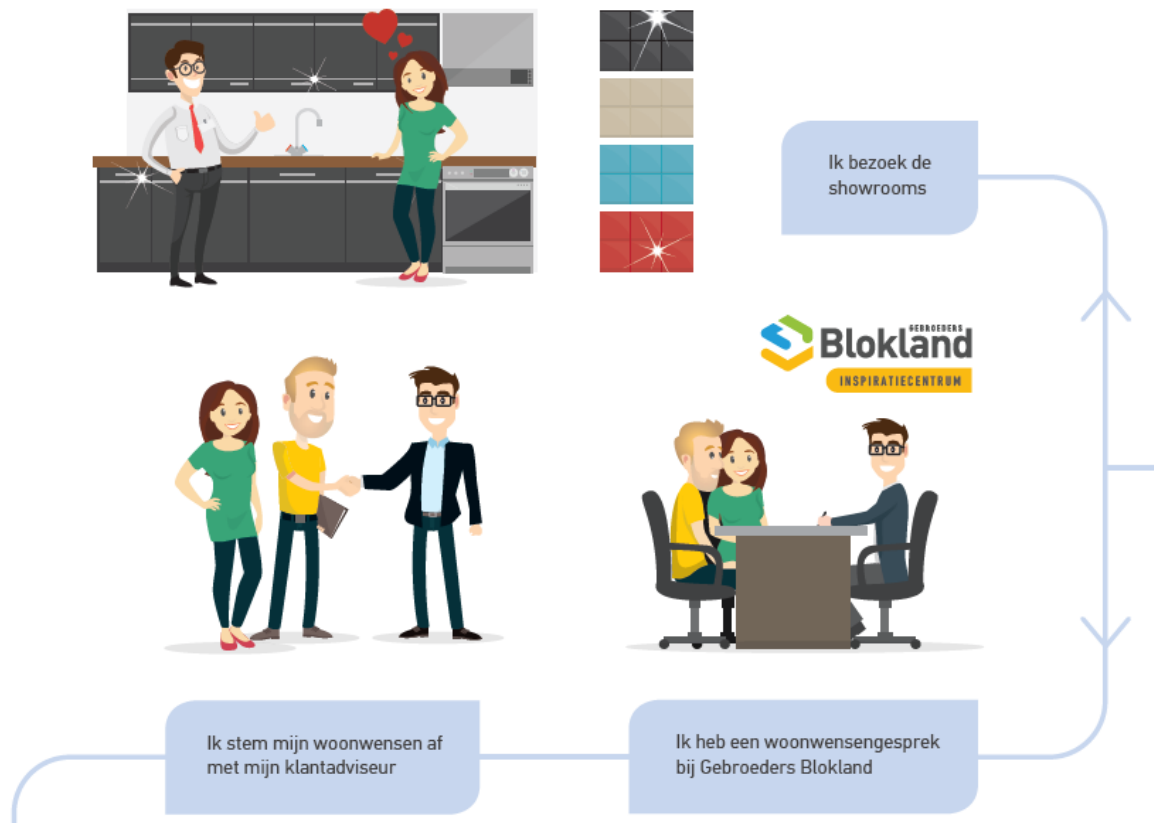 Ik bezoek de
showrooms
GEBROEDERS
Blokland
INSPIRATIECENTRUM
Ik stem mijn woonwensen af
met mijn klantadviseur
Ik heb een woonwensengesprek
bij Gebroeders Blokland